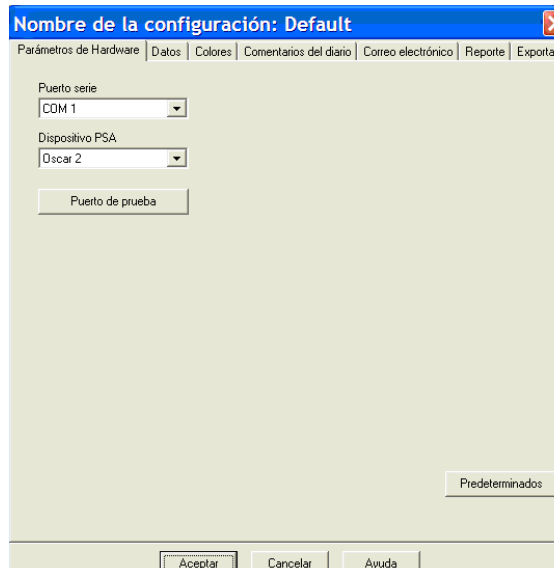 Nombre de la configuración: Default
Parámetros de Hardware Datos Colores Comentarios del diario Correo electrónico Reporte Exporta
Puerto serie
COM 1
Dispositivo PSA
Oscar 2
Puerto de prueba
Predeterminados
Aceptar Cancelar Ayuda